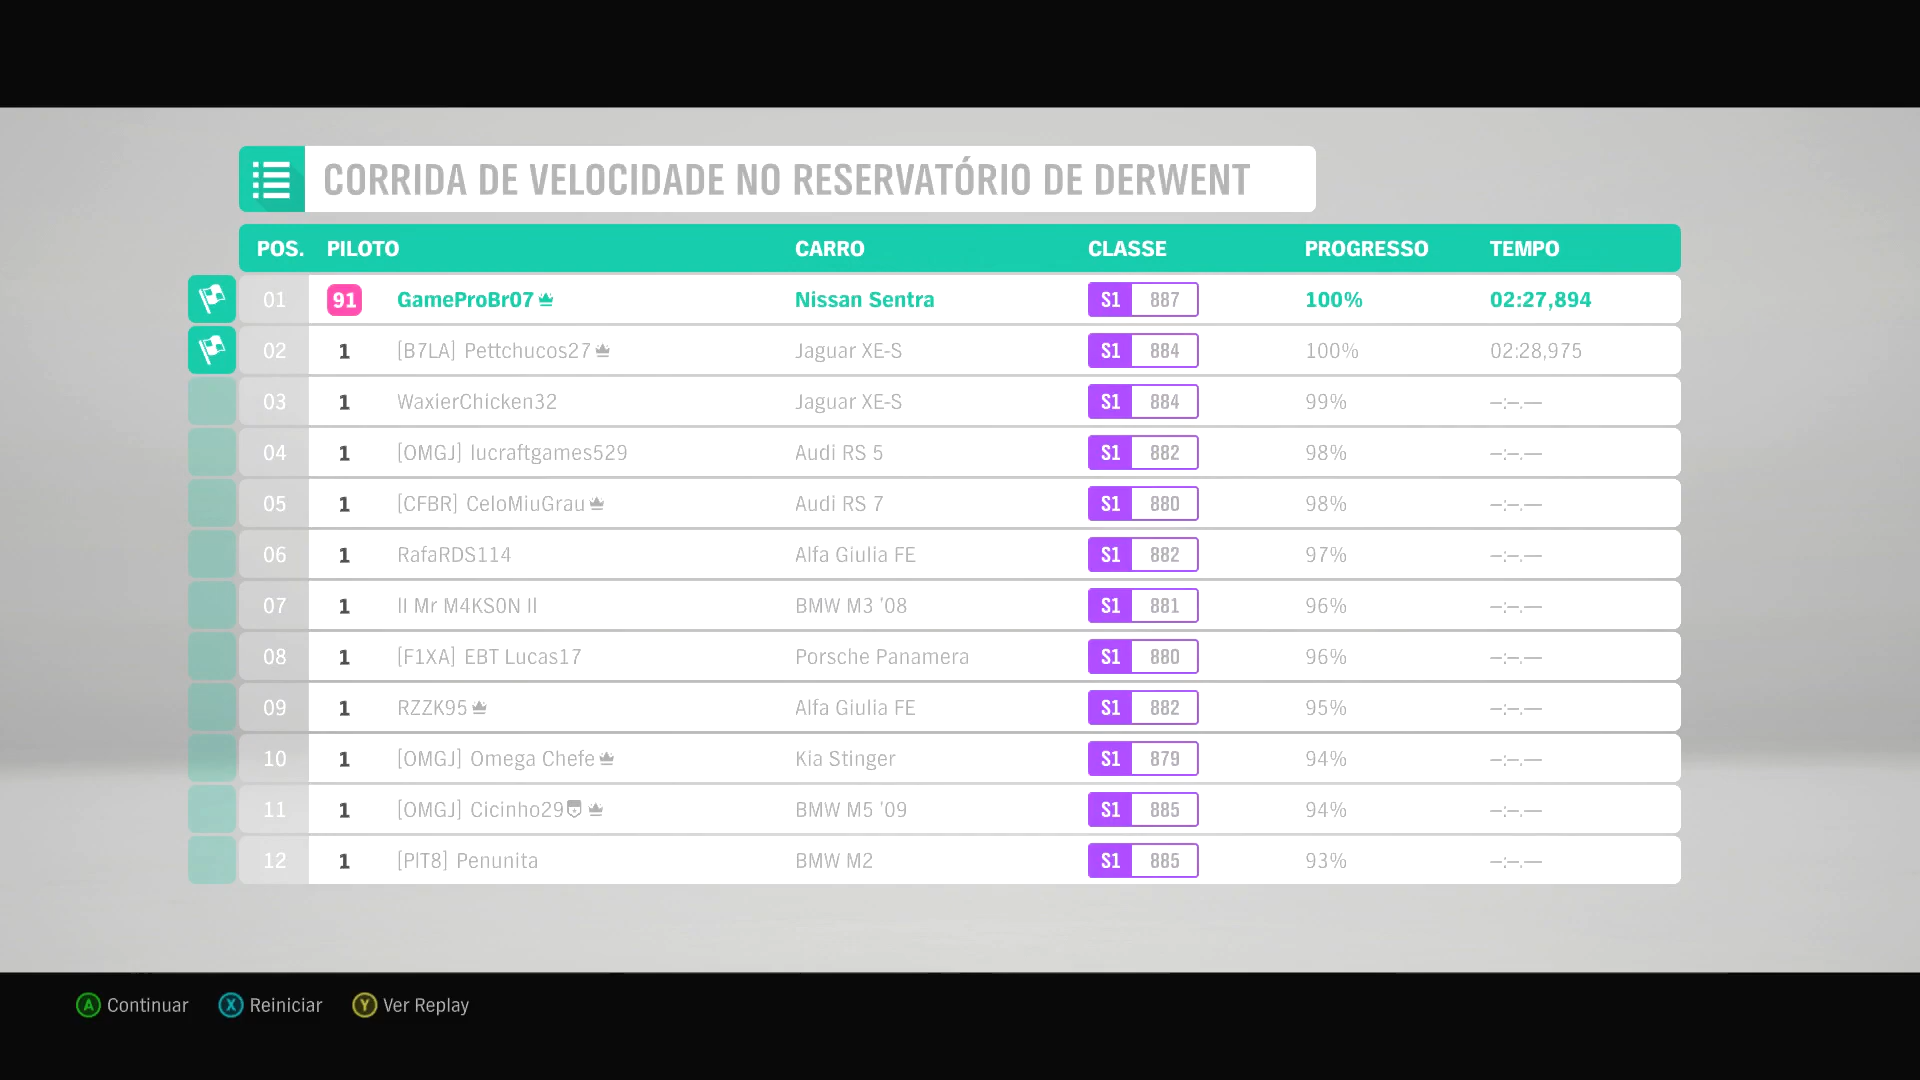 CORRIDA DE VELOCIDADE NO RESERVATÓRIO DE DERWENT
POS. PILOTO CARRO CLASSE PROGRESSO TEMPO
01 91 GameProBr07 Nissan Sentra S1 887 100% 02:27,894
02 1 [B7LA] Pettchucos27 Jaguar XE-S S1 884 100% 02:28,975
03 1 WaxierChicken32 Jaguar XE-S S1 884 99% –:–.––
04 1 [OMGJ] lucraftgames529 Audi RS 5 S1 882 98% –:–.––
05 1 [CFBR] CeloMiuGrau Audi RS 7 S1 880 98% –:–.––
06 1 RafaRDS114 Alfa Giulia FE S1 882 97% –:–.––
07 1 II Mr M4KS0N II BMW M3 '08 S1 881 96% –:–.––
08 1 [F1XA] EBT Lucas17 Porsche Panamera S1 880 96% –:–.––
09 1 RZZK95 Alfa Giulia FE S1 882 95% –:–.––
10 1 [OMGJ] Omega Chefe Kia Stinger S1 879 94% –:–.––
11 1 [OMGJ] Cicinho29 BMW M5 '09 S1 885 94% –:–.––
12 1 [PIT8] Penunita BMW M2 S1 885 93% –:–.––
A Continuar X Reiniciar Y Ver Replay